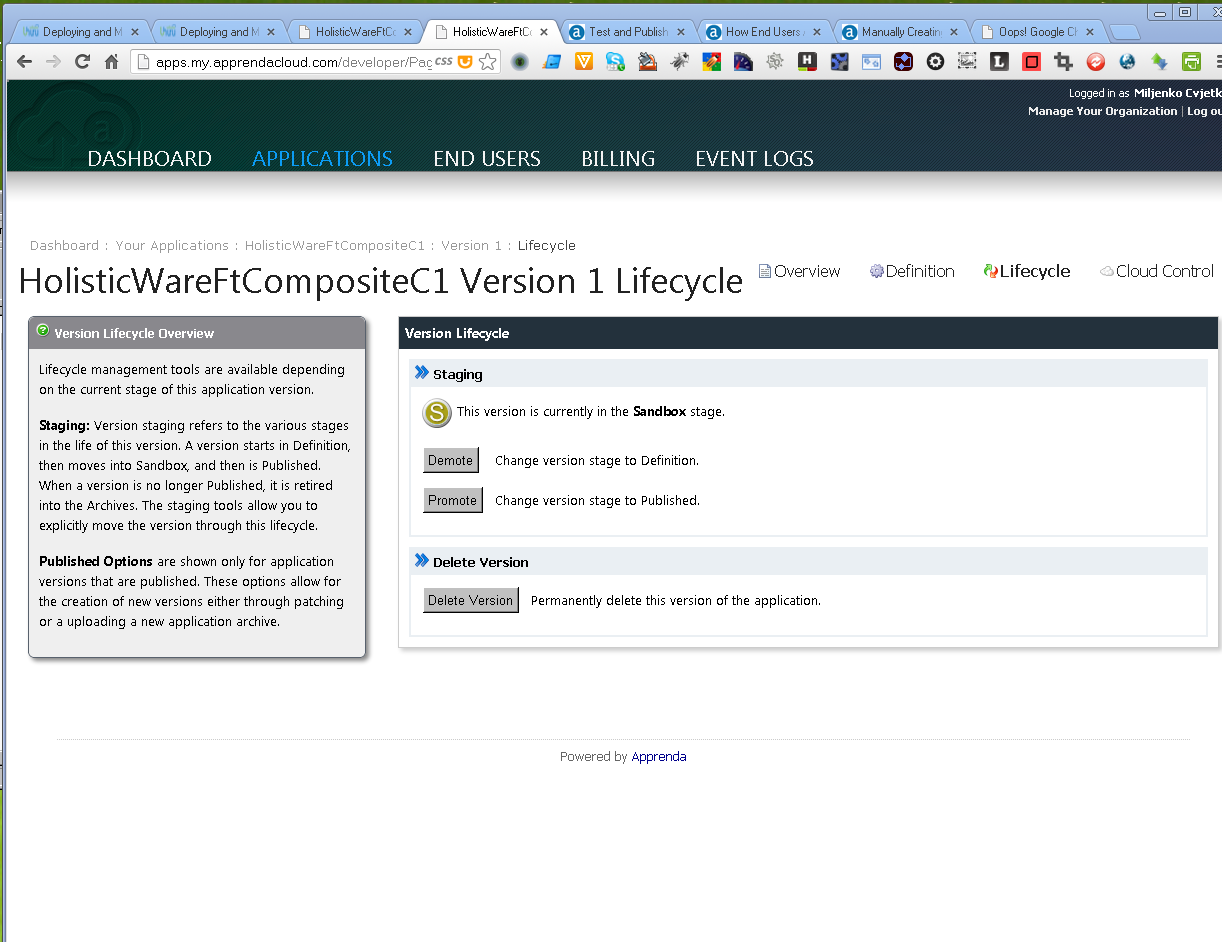 Deploying and M
Deploying and M
HolisticWareFtCo
HolisticWareFtCo
Test and Publish
How End Users A
Manually Creatin
Oops! Google Ch
apps.my.apprendacloud.com/developer/Pag
CSS
Logged in as Miljenko Cvjetk
Manage Your Organization | Log ou
DASHBOARD APPLICATIONS END USERS BILLING EVENT LOGS
Dashboard : Your Applications : HolisticWareFtCompositeC1 : Version 1 : Lifecycle
HolisticWareFtCompositeC1 Version 1 Lifecycle
Overview Definition Lifecycle Cloud Control
Version Lifecycle Overview
Lifecycle management tools are available depending
on the current stage of this application version.
Staging: Version staging refers to the various stages
in the life of this version. A version starts in Definition,
then moves into Sandbox, and then is Published.
When a version is no longer Published, it is retired
into the Archives. The staging tools allow you to
explicitly move the version through this lifecycle.
Published Options are shown only for application
versions that are published. These options allow for
the creation of new versions either through patching
or a uploading a new application archive.
Version Lifecycle
Staging
S This version is currently in the Sandbox stage.
Demote Change version stage to Definition.
Promote Change version stage to Published.
Delete Version
Delete Version Permanently delete this version of the application.
Powered by Apprenda